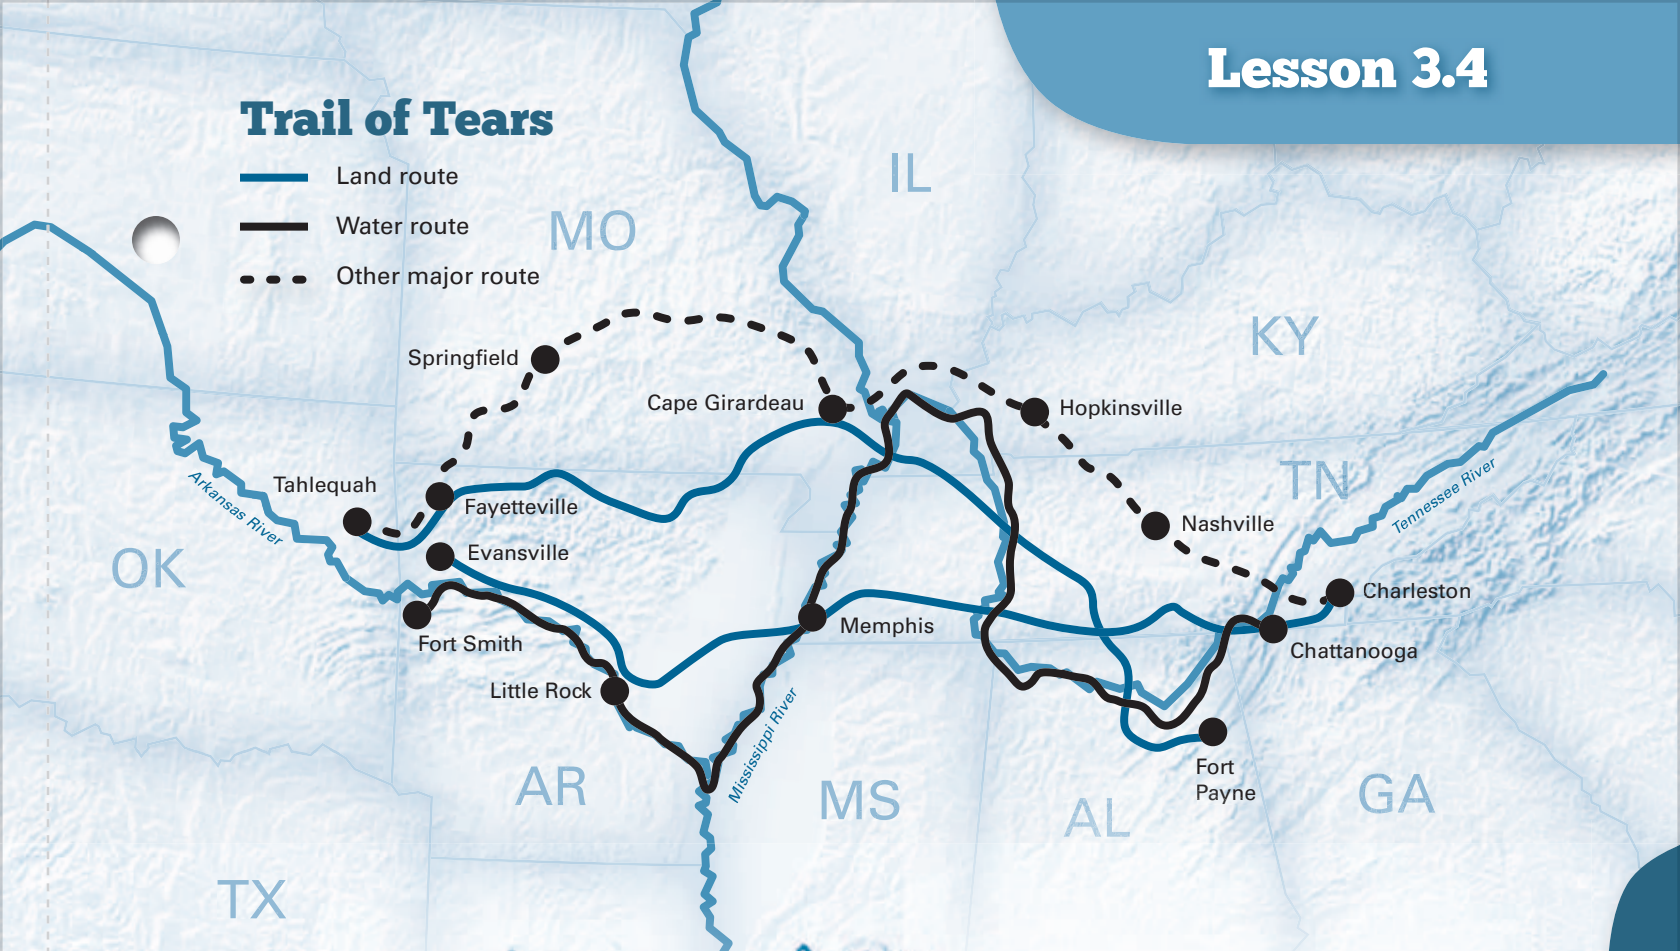 Lesson 3.4
Trail of Tears
Land route
Water route
Other major route
IL
MO
KY
Springfield
Cape Girardeau
Hopkinsville
TN
Tennessee River
Tahlequah
Arkansas River
Fayetteville
Nashville
Evansville
OK
Charleston
Memphis
Fort Smith
Chattanooga
Little Rock
Mississippi River
Fort
Payne
AR
MS
AL
GA
TX